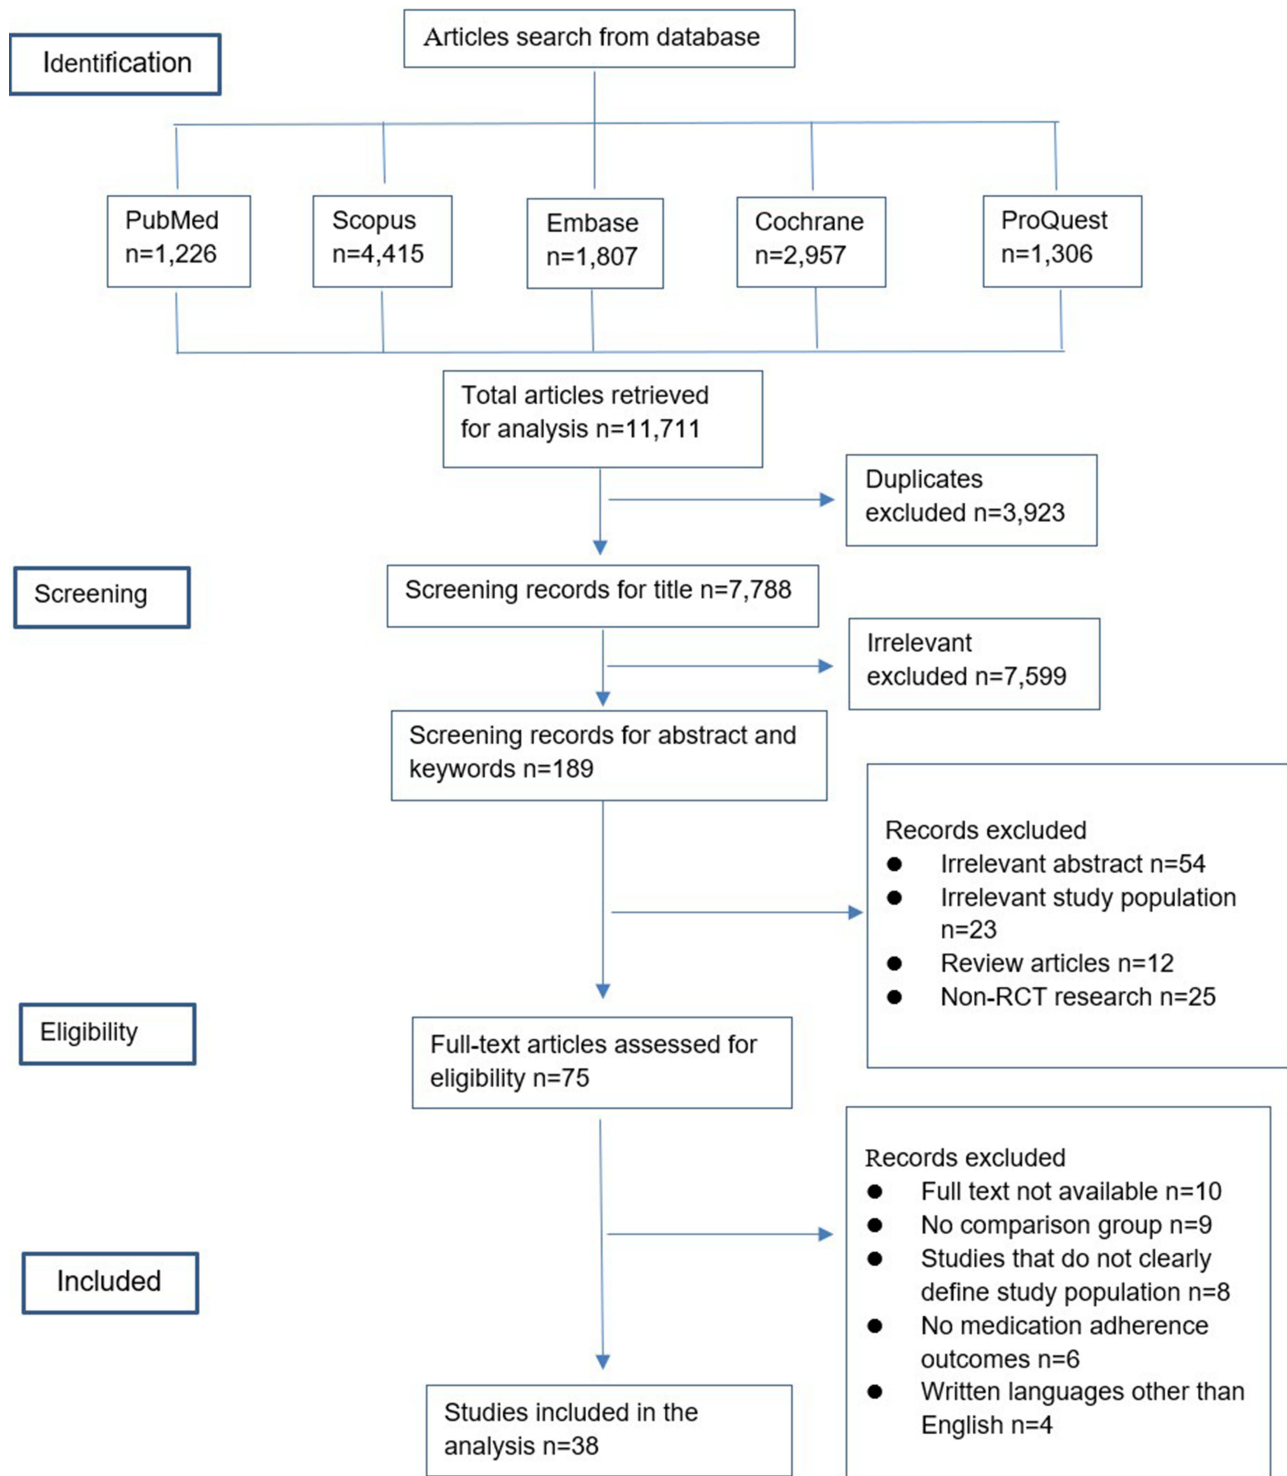 Identification
Articles search from database
PubMed
n=1,226
Scopus
n=4,415
Embase
n=1,807
Cochrane
n=2,957
ProQuest
n=1,306
Total articles retrieved
for analysis n=11,711
Duplicates
excluded n=3,923
Screening
Screening records for title n=7,788
Irrelevant
excluded n=7,599
Screening records for abstract and
keywords n=189
Records excluded
● Irrelevant abstract n=54
● Irrelevant study population
n=23
● Review articles n=12
● Non-RCT research n=25
Eligibility
Full-text articles assessed for
eligibility n=75
Records excluded
● Full text not available n=10
● No comparison group n=9
● Studies that do not clearly
define study population n=8
● No medication adherence
outcomes n=6
● Written languages other than
English n=4
Included
Studies included in the
analysis n=38